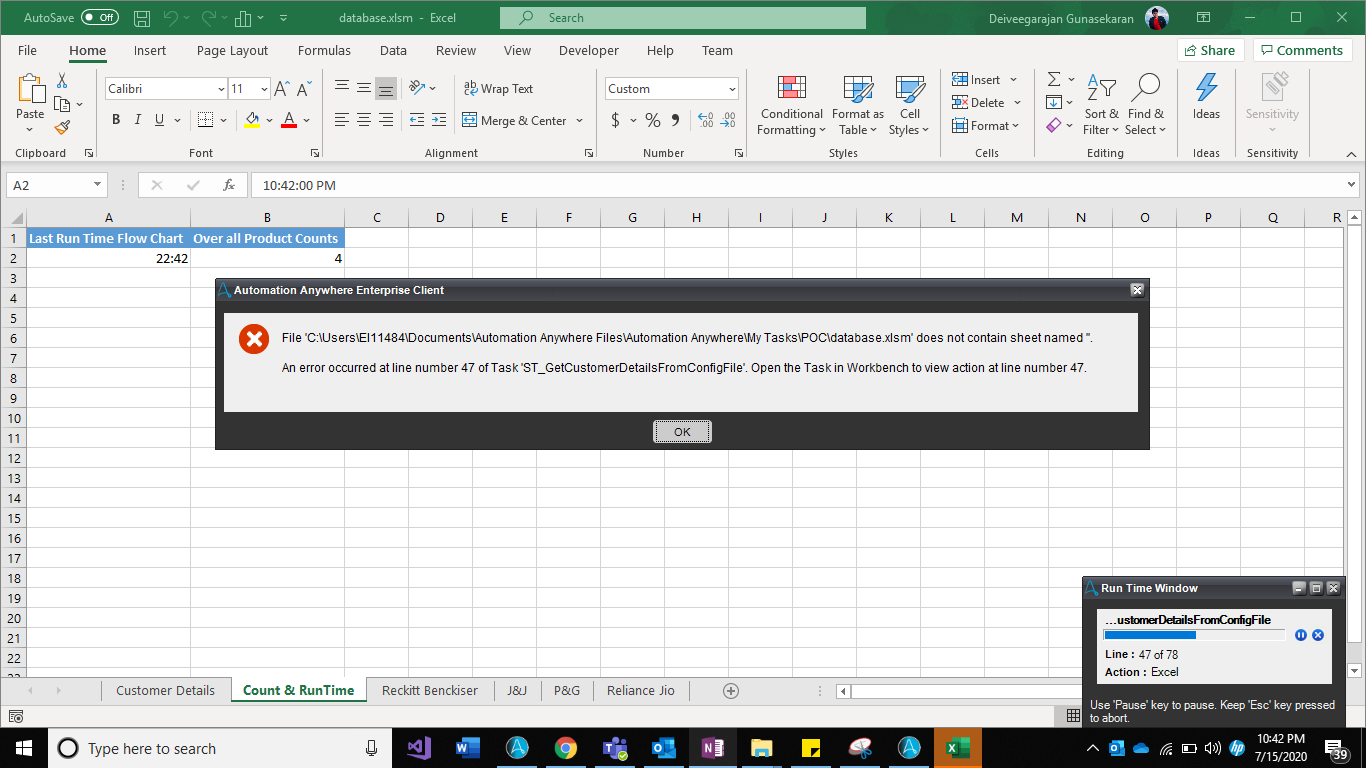 AutoSave Off database.xlsm - Excel Search Deiveegarajan Gunasekaran
File Home Insert Page Layout Formulas Data Review View Developer Help Team Share Comments
Paste
Clipboard
Calibri 11
B I U
Font
Wrap Text
Merge & Center
Alignment
Custom
$ % 9 .00 .00
Number
Conditional Formatting
Format as Table
Cell Styles
Styles
Insert
Delete
Format
Cells
Sort & Filter
Find & Select
Editing
Ideas
Ideas
Sensitivity
Sensitivity
A2 fx 10:42:00 PM
A B C D E F G H I J K L M N O P Q R
1 Last Run Time Flow Chart Over all Product Counts
2 22:42 4
3
4
5
6
7
8
9
10
11
12
13
14
15
16
17
18
19
20
21
22
Automation Anywhere Enterprise Client
File 'C:\Users\EI11484\Documents\Automation Anywhere Files\Automation Anywhere\My Tasks\POC\database.xlsm' does not contain sheet named ''.
An error occurred at line number 47 of Task 'ST_GetCustomerDetailsFromConfigFile'. Open the Task in Workbench to view action at line number 47.
OK
Run Time Window
...ustomerDetailsFromConfigFile
Line : 47 of 78
Action : Excel
Use 'Pause' key to pause. Keep 'Esc' key pressed
to abort.
Customer Details Count & RunTime Reckitt Benckiser J&J P&G Reliance Jio
Type here to search
10:42 PM
7/15/2020
39